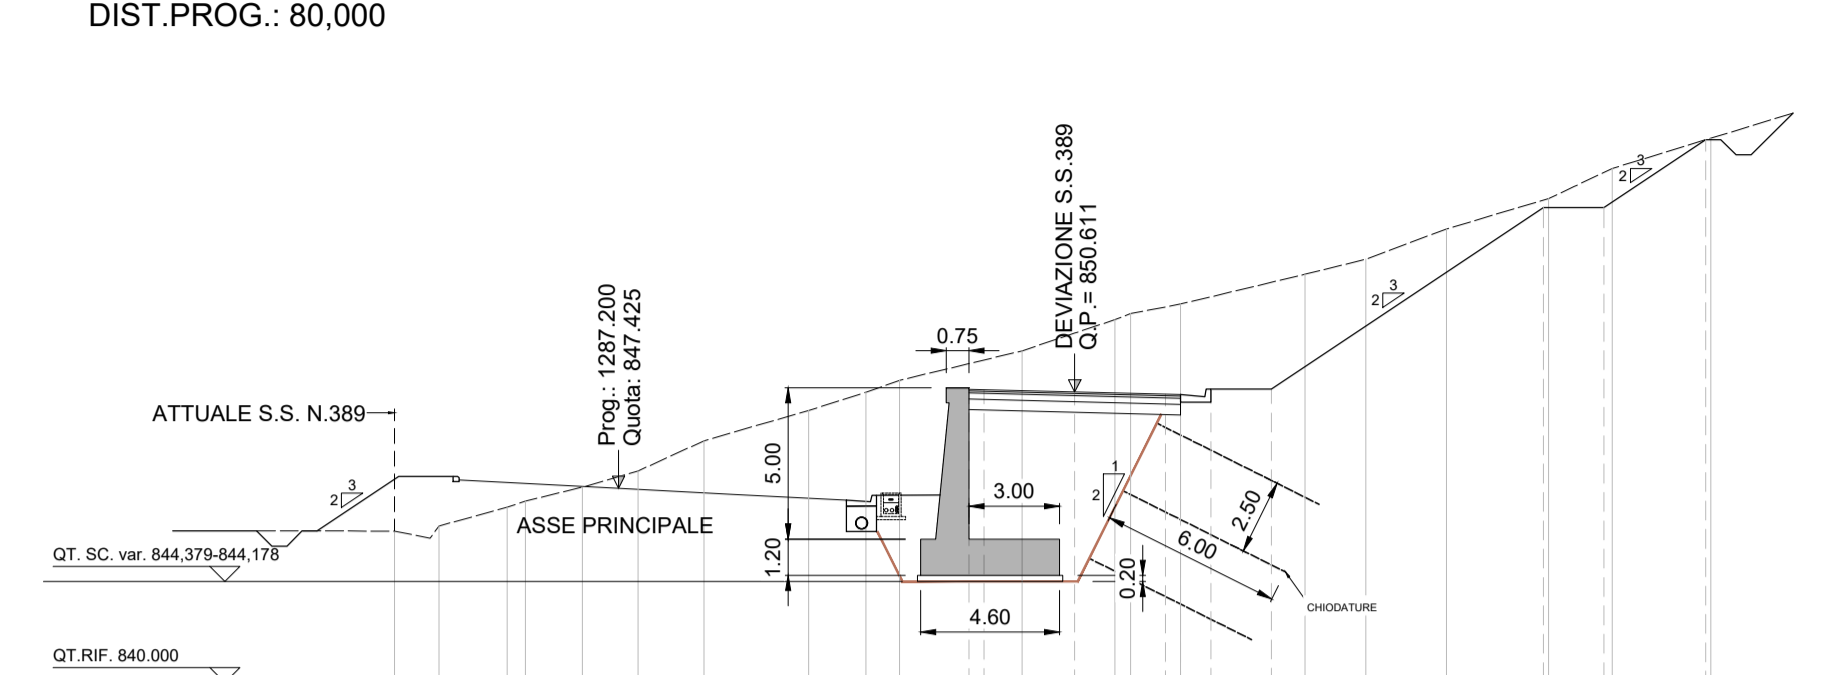 DIST.PROG.: 80,000
DEVIAZIONE S.S.389
Q.P.= 850.611
3
2
3
2
Prog.: 1287.200
Quota: 847.425
0.75
ATTUALE S.S. N.389
5.00
3
2
1
2
3.00
2.50
ASSE PRINCIPALE
6.00
QT. SC. var. 844,379-844,178
1.20
0.20
CHIODATURE
4.60
QT.RIF. 840.000